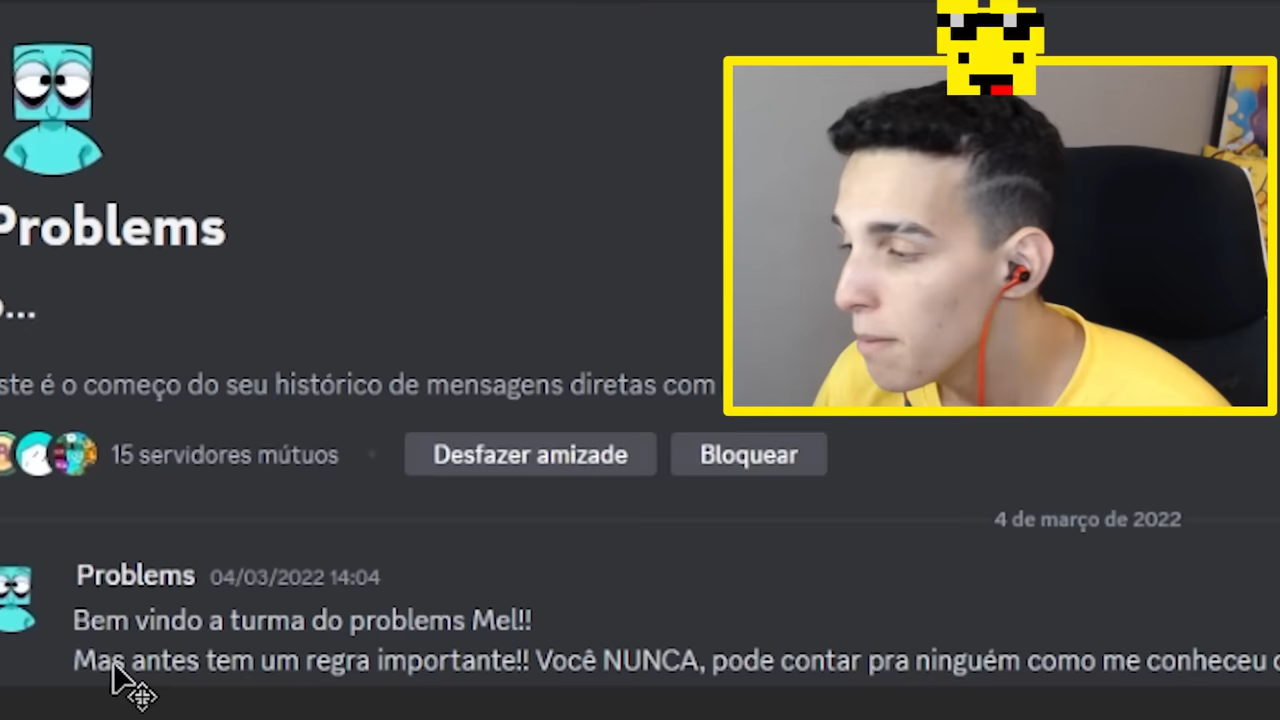 Problems
...
ste é o começo do seu histórico de mensagens diretas com
15 servidores mútuos
Desfazer amizade
Bloquear
4 de março de 2022
Problems 04/03/2022 14:04
Bem vindo a turma do problems Mel!!
Mas antes tem um regra importante!! Você NUNCA, pode contar pra ninguém como me conheceu